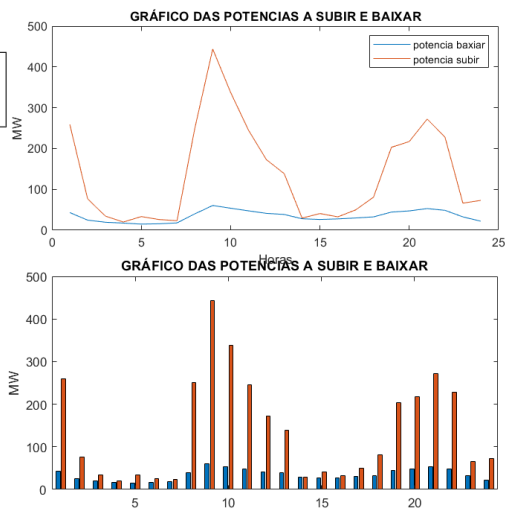 GRÁFICO DAS POTENCIAS A SUBIR E BAIXAR
500
400
300
200
100
0
MW
potencia baxiar
potencia subir
0 5 10 15 20 25
Horas
GRÁFICO DAS POTENCIAS A SUBIR E BAIXAR
500
400
300
200
100
0
MW
5 10 15 20